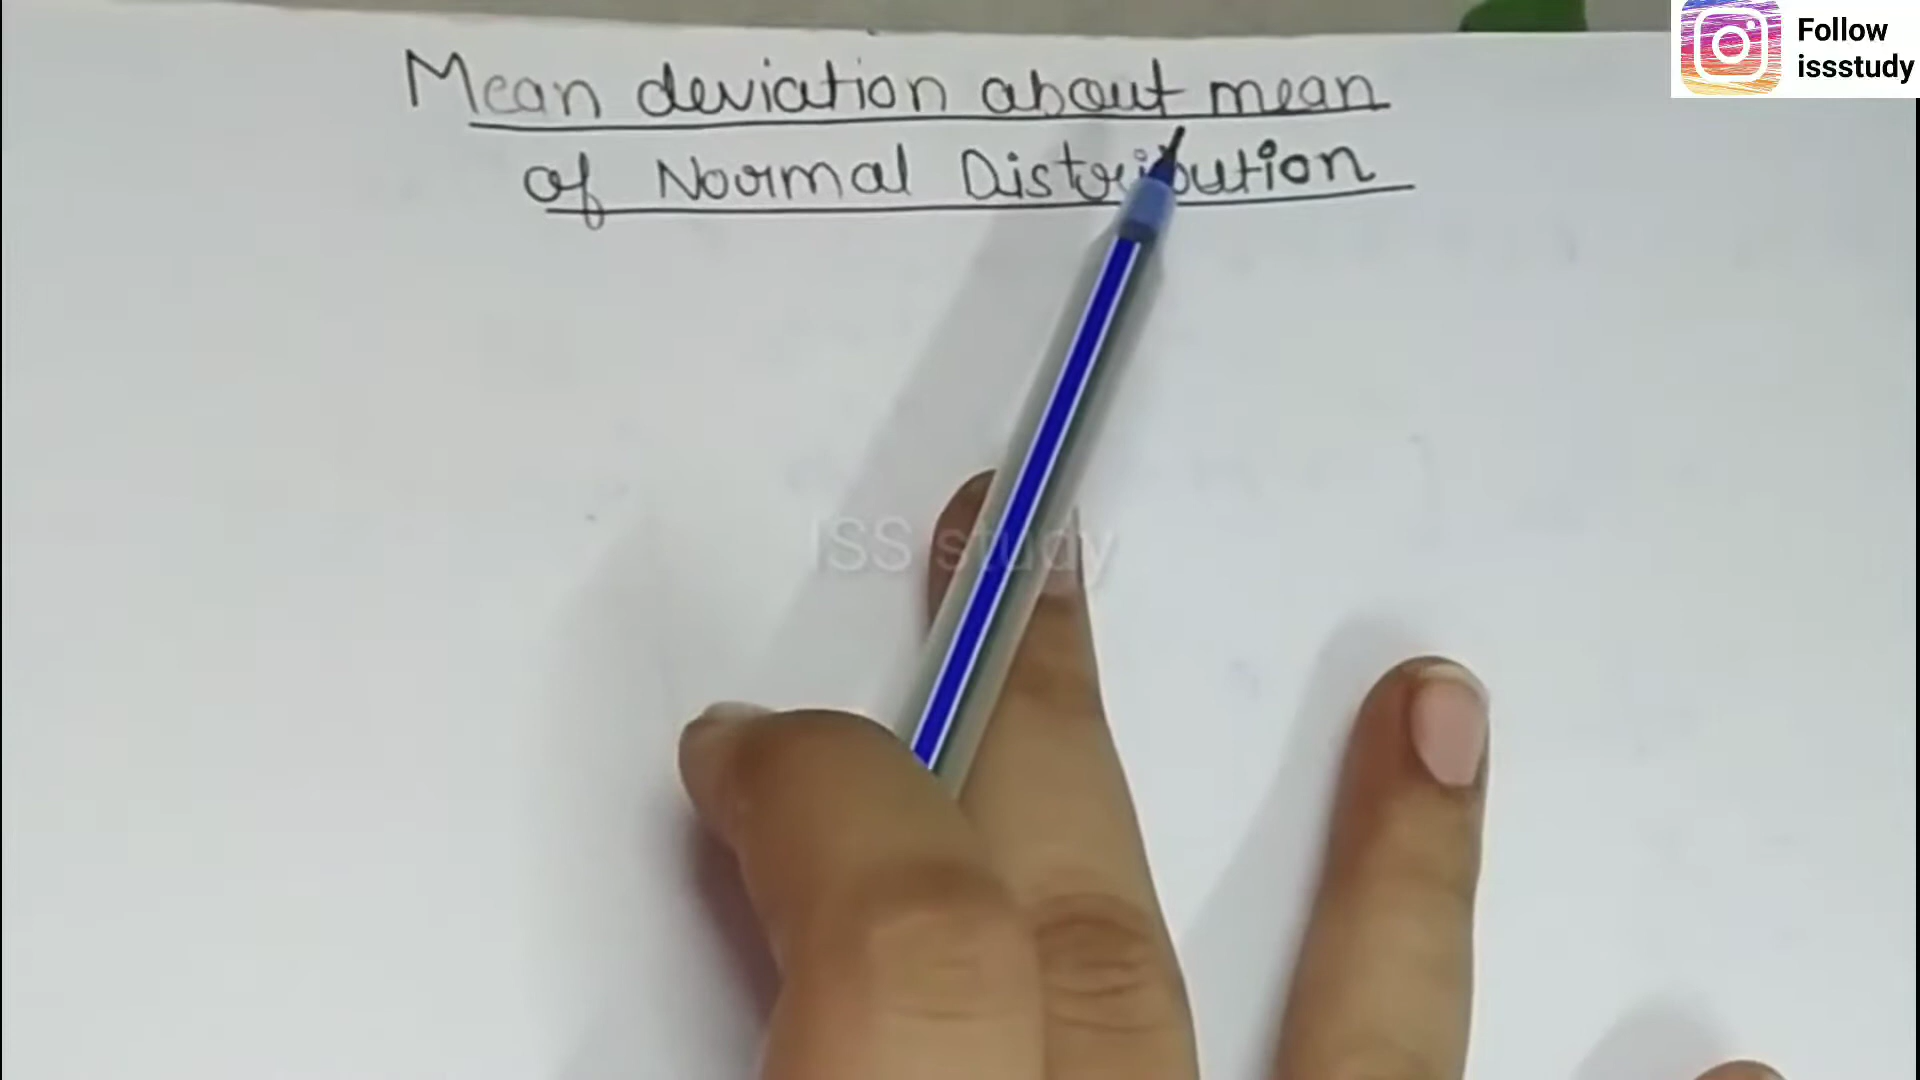 Mean deviation about mean
of Normal Distribution
Follow
issstudy
ISS study